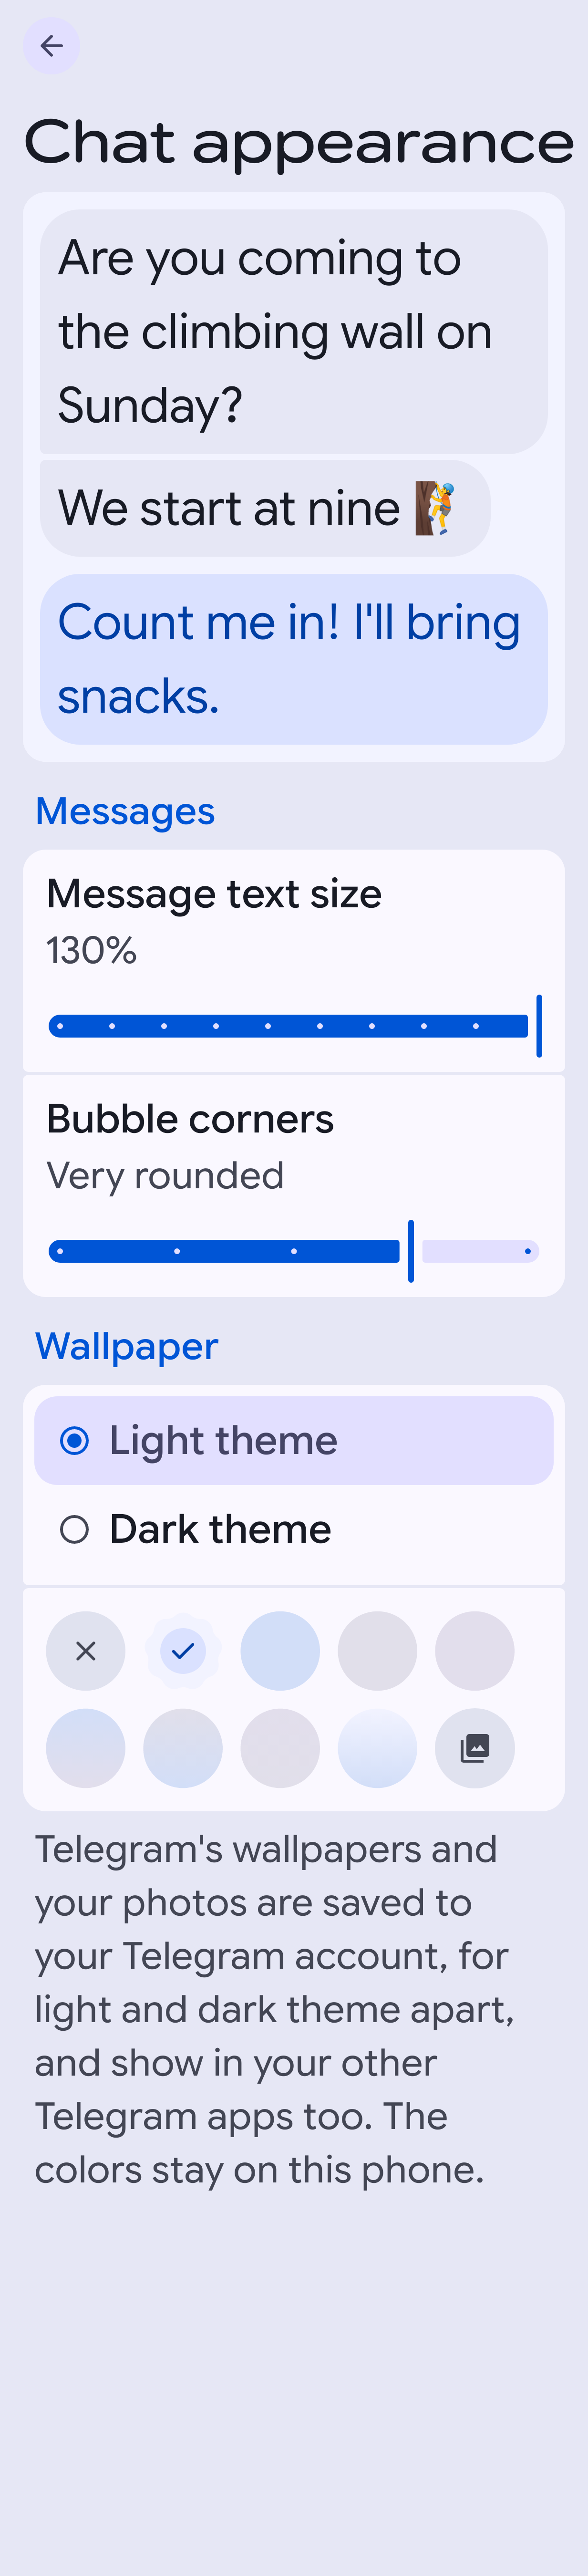 Chat appearance
Are you coming to
the climbing wall on
Sunday?
We start at nine 🧗
Count me in! I'll bring
snacks.
Messages
Message text size
130%
Bubble corners
Very rounded
Wallpaper
Light theme
Dark theme
Telegram's wallpapers and
your photos are saved to
your Telegram account, for
light and dark theme apart,
and show in your other
Telegram apps too. The
colors stay on this phone.